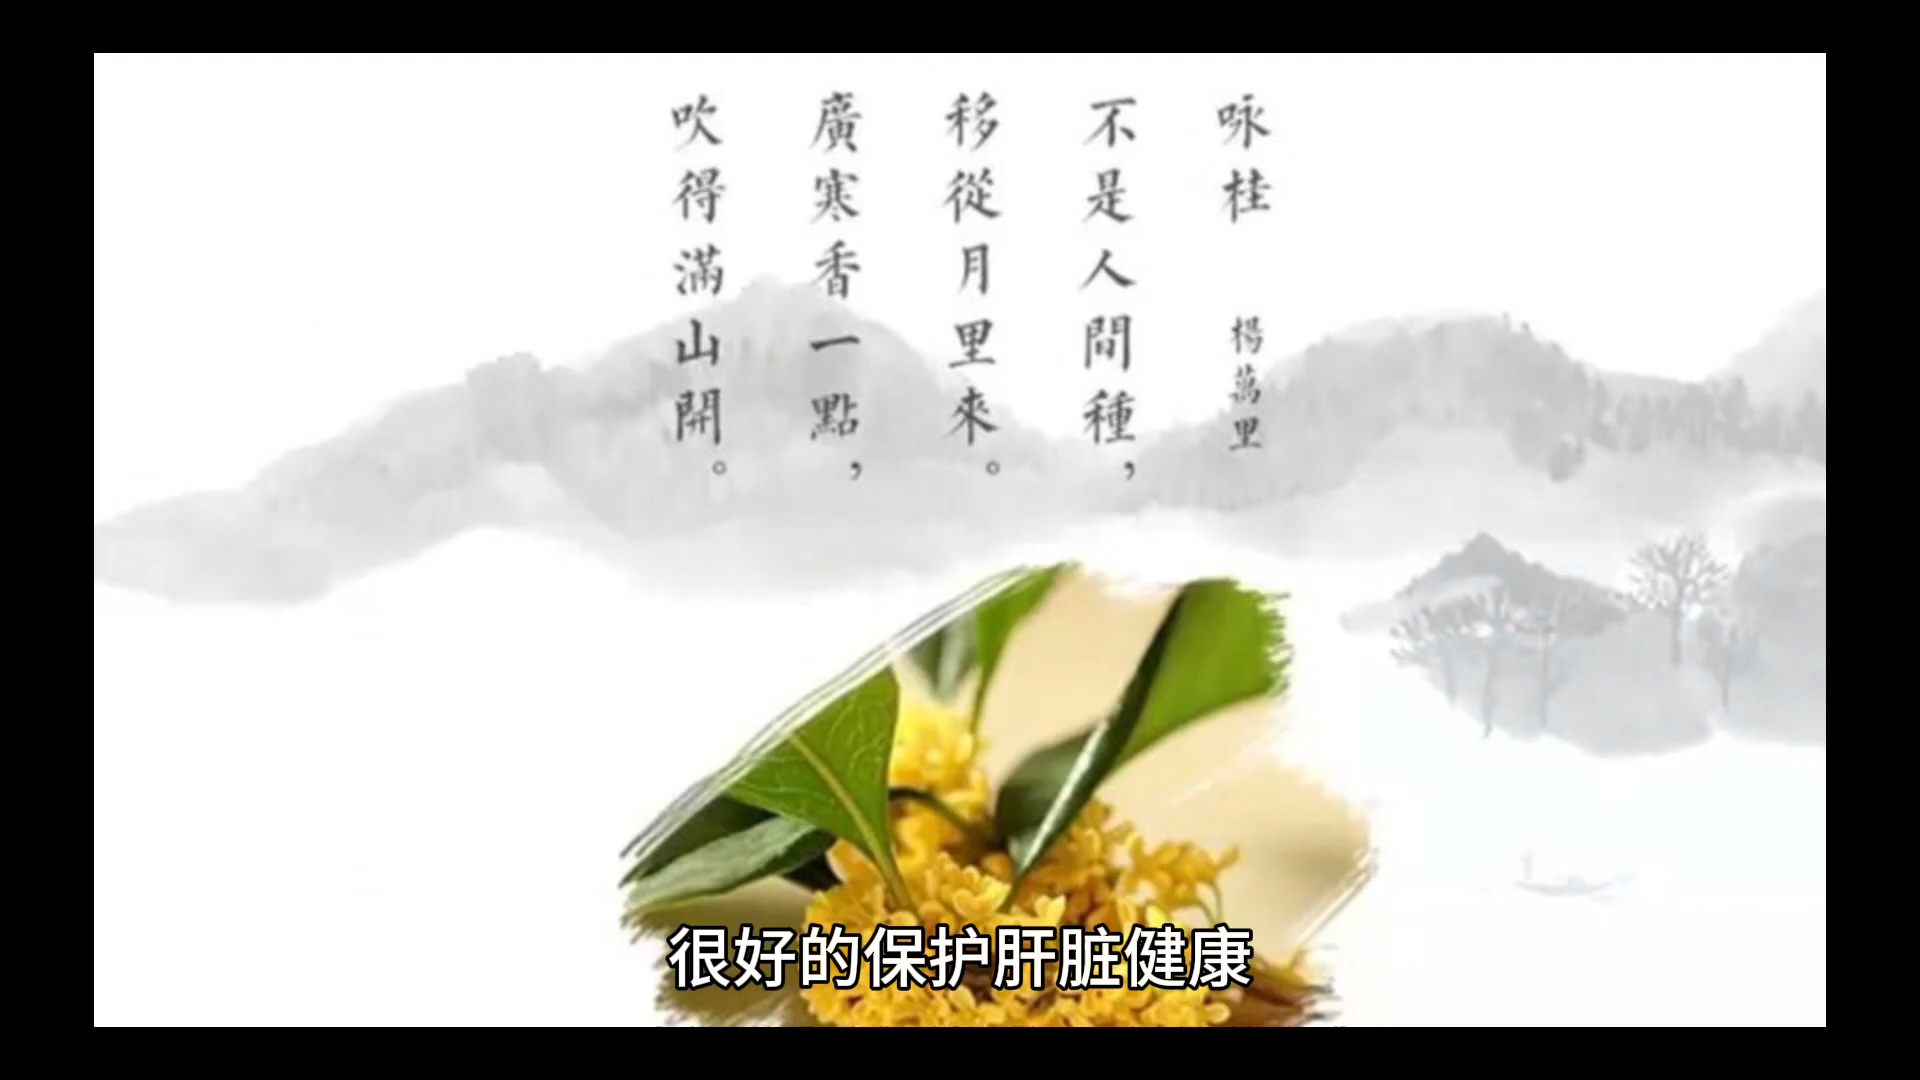 咏桂
楊萬里
不是人間種，
移從月里來。
廣寒香一點，
吹得滿山開。
很好的保护肝脏健康